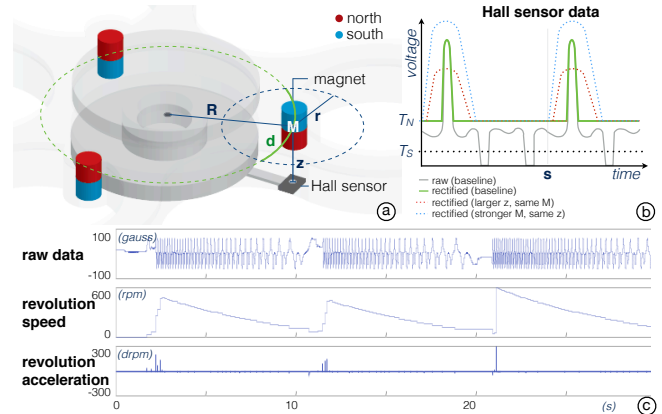 north
south
magnet
R
M
r
d
z
Hall sensor
a
Hall sensor data
voltage
T_N
T_S
s
time
raw (baseline)
rectified (baseline)
rectified (larger z, same M)
rectified (stronger M, same z)
b
raw data
(gauss)
100
-100
revolution
speed
(rpm)
600
0
revolution
acceleration
(drpm)
300
-300
0
10
20
(s)
c